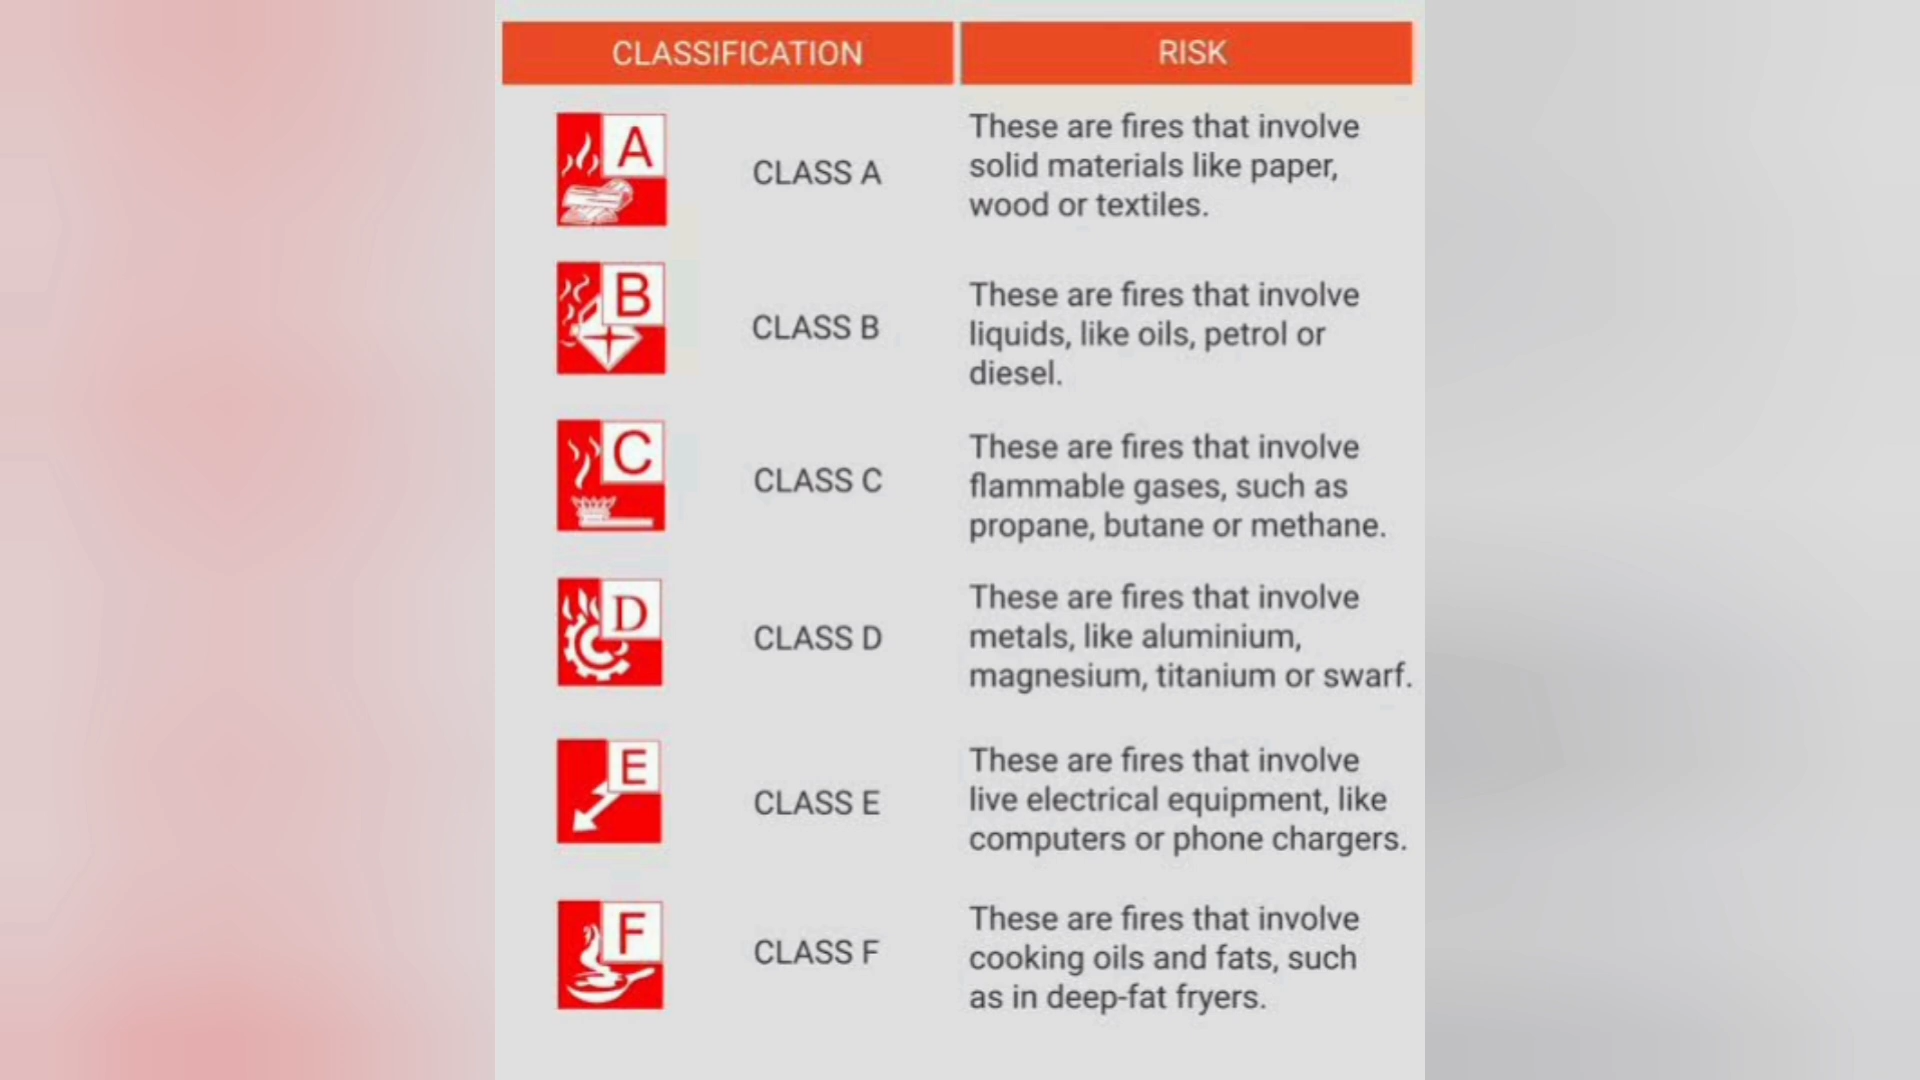 CLASSIFICATION
RISK
A
CLASS A
These are fires that involve
solid materials like paper,
wood or textiles.
B
CLASS B
These are fires that involve
liquids, like oils, petrol or
diesel.
C
CLASS C
These are fires that involve
flammable gases, such as
propane, butane or methane.
D
CLASS D
These are fires that involve
metals, like aluminium,
magnesium, titanium or swarf.
E
CLASS E
These are fires that involve
live electrical equipment, like
computers or phone chargers.
F
CLASS F
These are fires that involve
cooking oils and fats, such
as in deep-fat fryers.